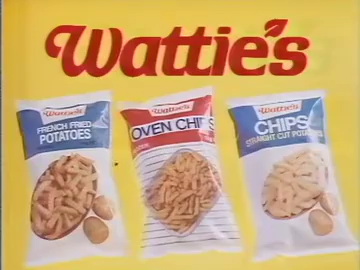 Wattie's
Wattie's
FRENCH FRIED
POTATOES
Wattie's
OVEN CHIPS
Wattie's
CHIPS
STRAIGHT CUT POTATOES